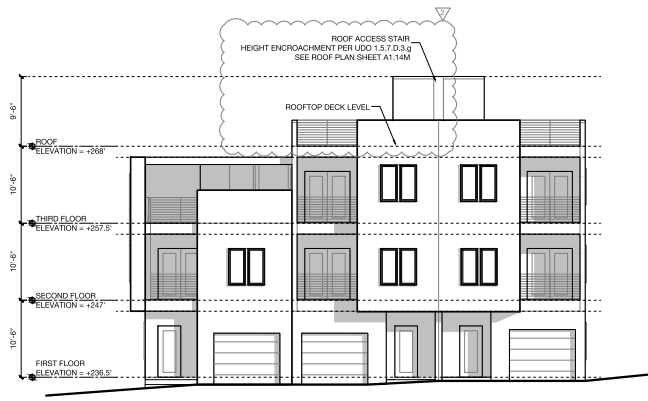 2
ROOF ACCESS STAIR
HEIGHT ENCROACHMENT PER UDO 1.5.7.D.3.g
SEE ROOF PLAN SHEET A1.14M
9'-6"
ROOFTOP DECK LEVEL
ROOF
ELEVATION = +268'
10'-6"
THIRD FLOOR
ELEVATION = +257.5'
10'-6"
SECOND FLOOR
ELEVATION = +247'
10'-6"
FIRST FLOOR
ELEVATION = +236.5'